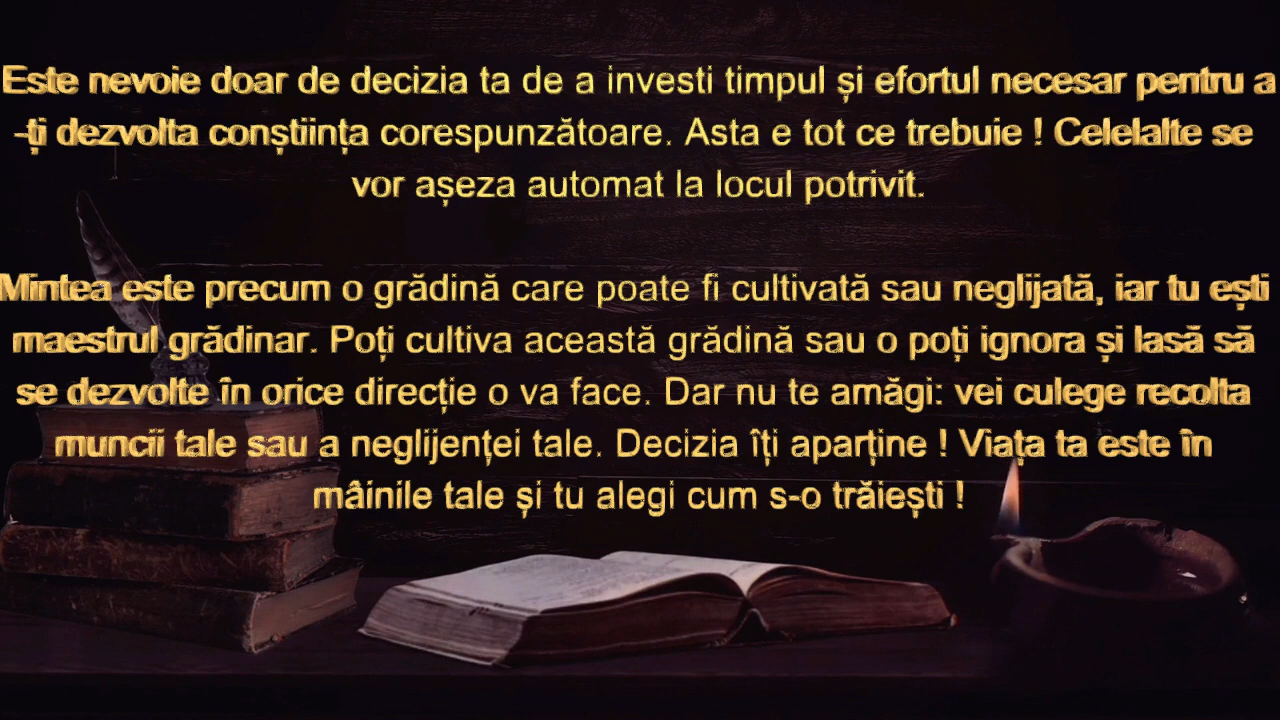 Este nevoie doar de decizia ta de a investi timpul și efortul necesar pentru a
-ți dezvolta conștiința corespunzătoare. Asta e tot ce trebuie ! Celelalte se
vor așeza automat la locul potrivit.
Mintea este precum o grădină care poate fi cultivată sau neglijată, iar tu ești
maestrul grădinar. Poți cultiva această grădină sau o poți ignora și lasă să
se dezvolte în orice direcție o va face. Dar nu te amăgi: vei culege recolta
muncii tale sau a neglijenței tale. Decizia îți aparține ! Viața ta este în
mâinile tale și tu alegi cum s-o trăiești !